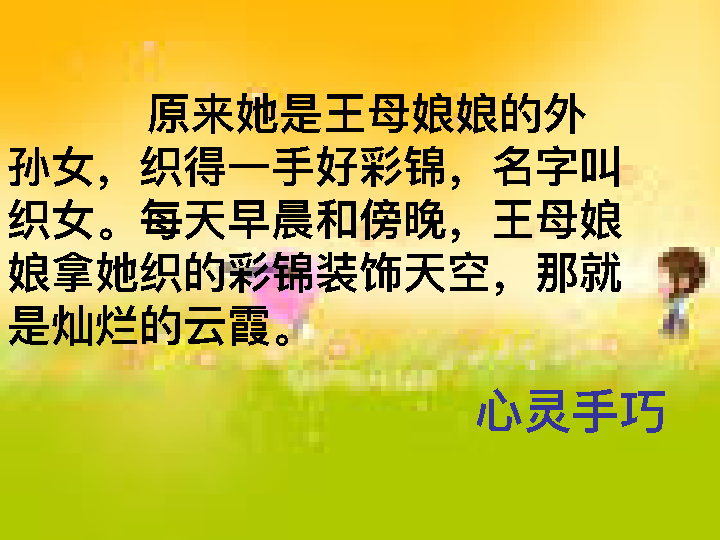 原来她是王母娘娘的外
孙女，织得一手好彩锦，名字叫
织女。每天早晨和傍晚，王母娘
娘拿她织的彩锦装饰天空，那就
是灿烂的云霞。
心灵手巧